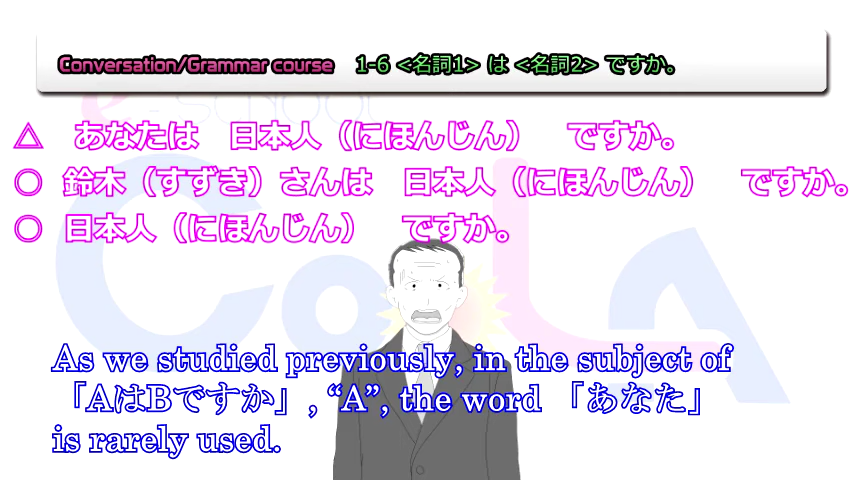 Conversation/Grammar course 1-6 <名詞1> は <名詞2> ですか。
△ あなたは 日本人（にほんじん） ですか。
○ 鈴木（すずき）さんは 日本人（にほんじん） ですか。
○ 日本人（にほんじん） ですか。
As we studied previously, in the subject of
「AはBですか」, “A”, the word 「あなた」
is rarely used.